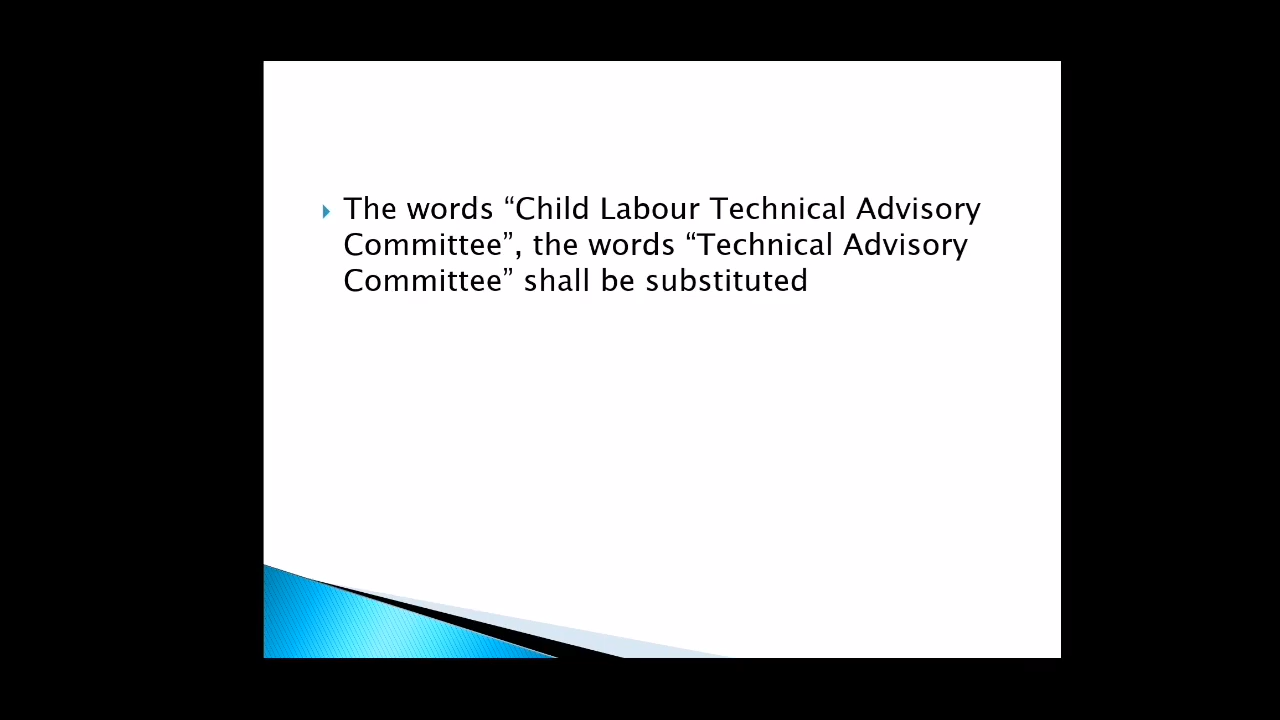 The words “Child Labour Technical Advisory
Committee”, the words “Technical Advisory
Committee” shall be substituted